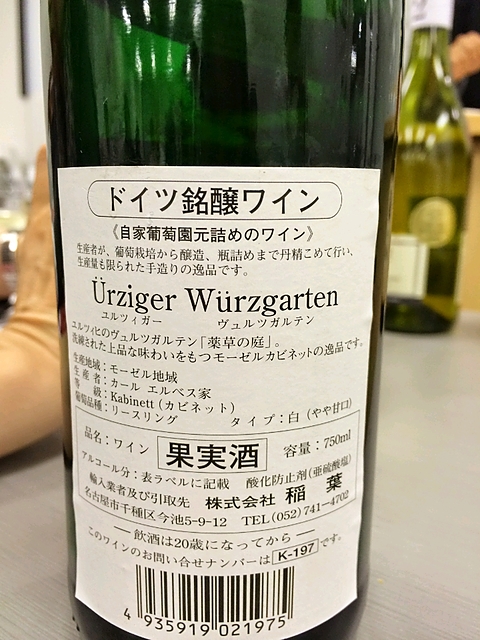 ドイツ銘醸ワイン
《自家葡萄園元詰めのワイン》
生産者が、葡萄栽培から醸造、瓶詰めまで丹精こめて行い、
生産量も限られた手造りの逸品です。
Ürziger Würzgarten
ユルツィガー ヴュルツガルテン
ユルツィヒのヴュルツガルテン「薬草の庭」。
洗練された上品な味わいをもつモーゼルカビネットの逸品です。
生産地域：モーゼル地域
生産者：カール エルベス家
等級：Kabinett (カビネット)
葡萄品種：リースリング タイプ：白 (やや甘口)
品名：ワイン 果実酒 容量：750ml
アルコール分：表ラベルに記載 酸化防止剤(亜硫酸塩)
輸入業者及び引取先 株式会社 稲葉
名古屋市千種区今池5-9-12 TEL (052) 741-4702
―飲酒は20歳になってから―
このワインのお問い合せナンバーは K-197 です。
4 935919 021975